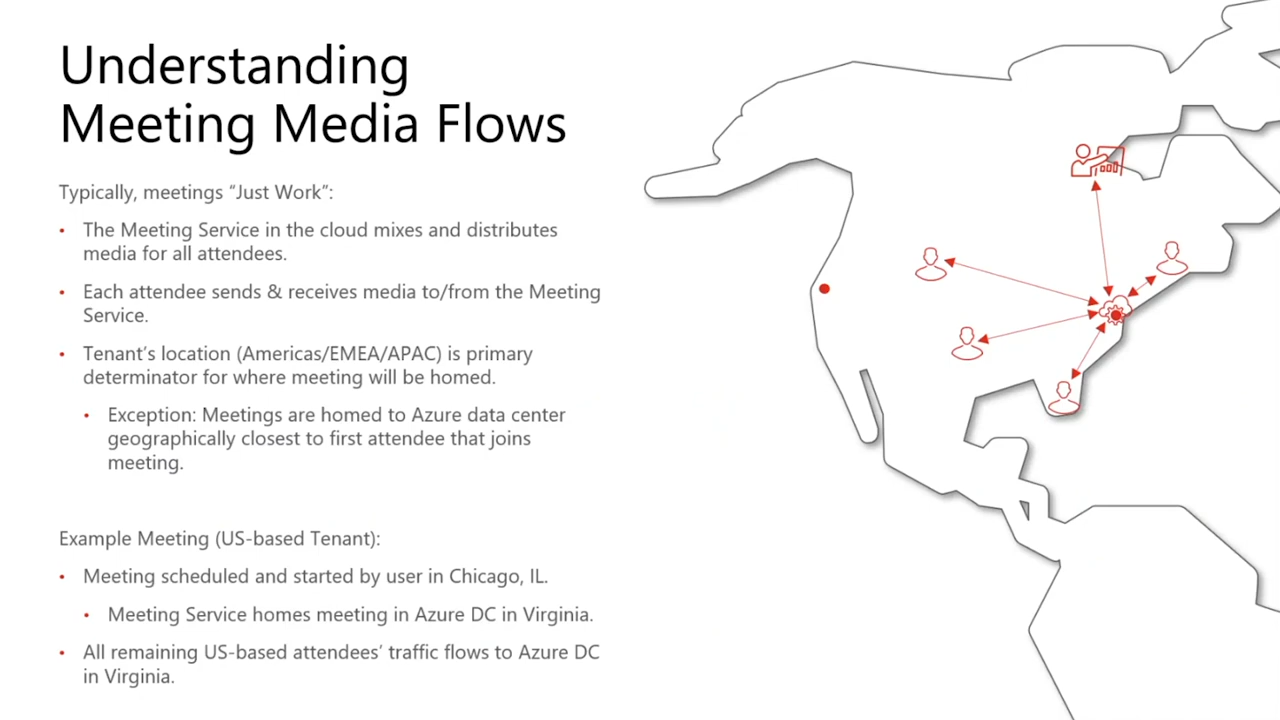 Understanding
Meeting Media Flows
Typically, meetings “Just Work”:
• The Meeting Service in the cloud mixes and distributes
media for all attendees.
• Each attendee sends & receives media to/from the Meeting
Service.
• Tenant’s location (Americas/EMEA/APAC) is primary
determinator for where meeting will be homed.
• Exception: Meetings are homed to Azure data center
geographically closest to first attendee that joins
meeting.
Example Meeting (US-based Tenant):
• Meeting scheduled and started by user in Chicago, IL.
• Meeting Service homes meeting in Azure DC in Virginia.
• All remaining US-based attendees’ traffic flows to Azure DC
in Virginia.